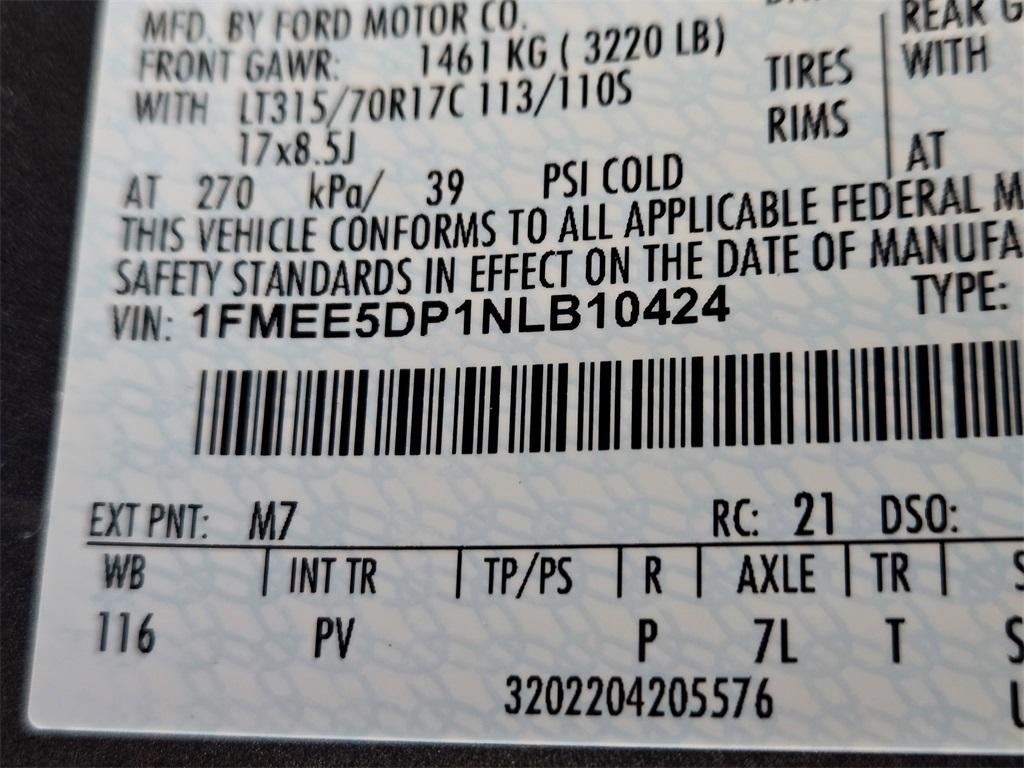 MFD. BY FORD MOTOR CO.
FRONT GAWR: 1461 KG ( 3220 LB)
REAR G
WITH LT315/70R17C 113/110S TIRES WITH
17x8.5J RIMS
AT 270 kPa/ 39 PSI COLD AT
THIS VEHICLE CONFORMS TO ALL APPLICABLE FEDERAL M
SAFETY STANDARDS IN EFFECT ON THE DATE OF MANUFA
VIN: 1FMEE5DP1NLB10424 TYPE:
EXT PNT: M7 RC: 21 DSO:
WB | INT TR | TP/PS | R | AXLE | TR | S
116 PV P 7L T S
3202204205576